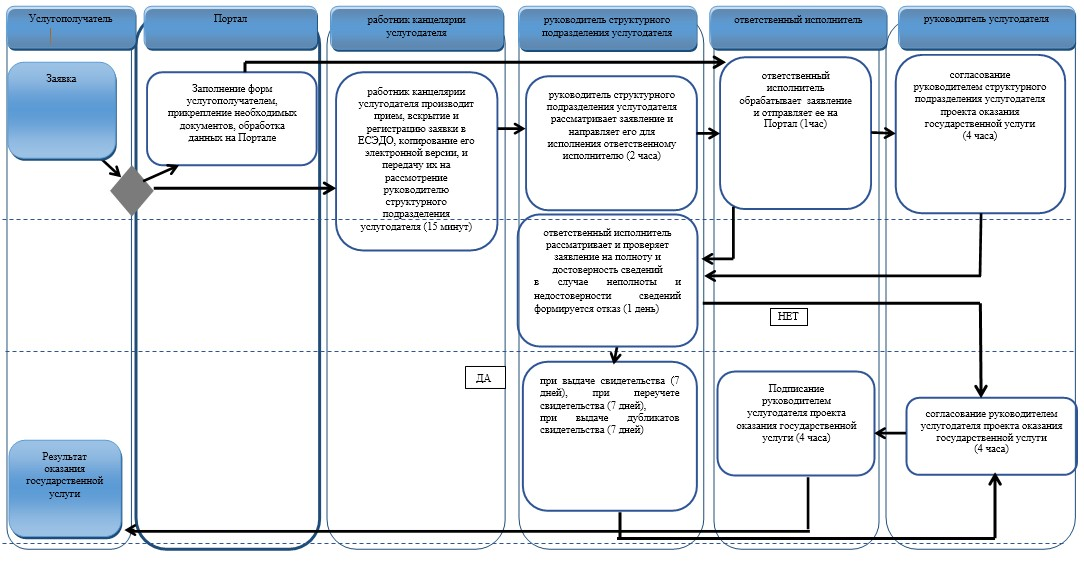 Услугополучатель
Портал
работник канцелярии
услугодателя
руководитель структурного
подразделения услугодателя
ответственный исполнитель
руководитель услугодателя
Заявка
Заполнение форм
услугополучателем,
прикрепление необходимых
документов, обработка
данных на Портале
работник канцелярии
услугодателя производит
прием, вскрытие и
регистрацию заявки в
ЕСЭДО, копирование его
электронной версии, и
передачу их на
рассмотрение
руководителю
структурного
подразделения
услугодателя (15 минут)
руководитель структурного
подразделения услугодателя
рассматривает заявление и
направляет его для
исполнения ответственному
исполнителю (2 часа)
ответственный
исполнитель
обрабатывает заявление
и отправляет ее на
Портал (1час)
согласование
руководителем структурного
подразделения услугодателя
проекта оказания
государственной услуги
(4 часа)
ответственный исполнитель
рассматривает и проверяет
заявление на полноту и
достоверность сведений
в случае неполноты и
недостоверности сведений
формируется отказ (1 день)
НЕТ
ДА
при выдаче свидетельства (7
дней), при переучете
свидетельства (7 дней),
при выдаче дубликатов
свидетельства (7 дней)
Подписание
руководителем
услугодателя проекта
оказания государственной
услуги (4 часа)
согласование руководителем
услугодателя проекта оказания
государственной услуги
(4 часа)
Результат
оказания
государственной
услуги